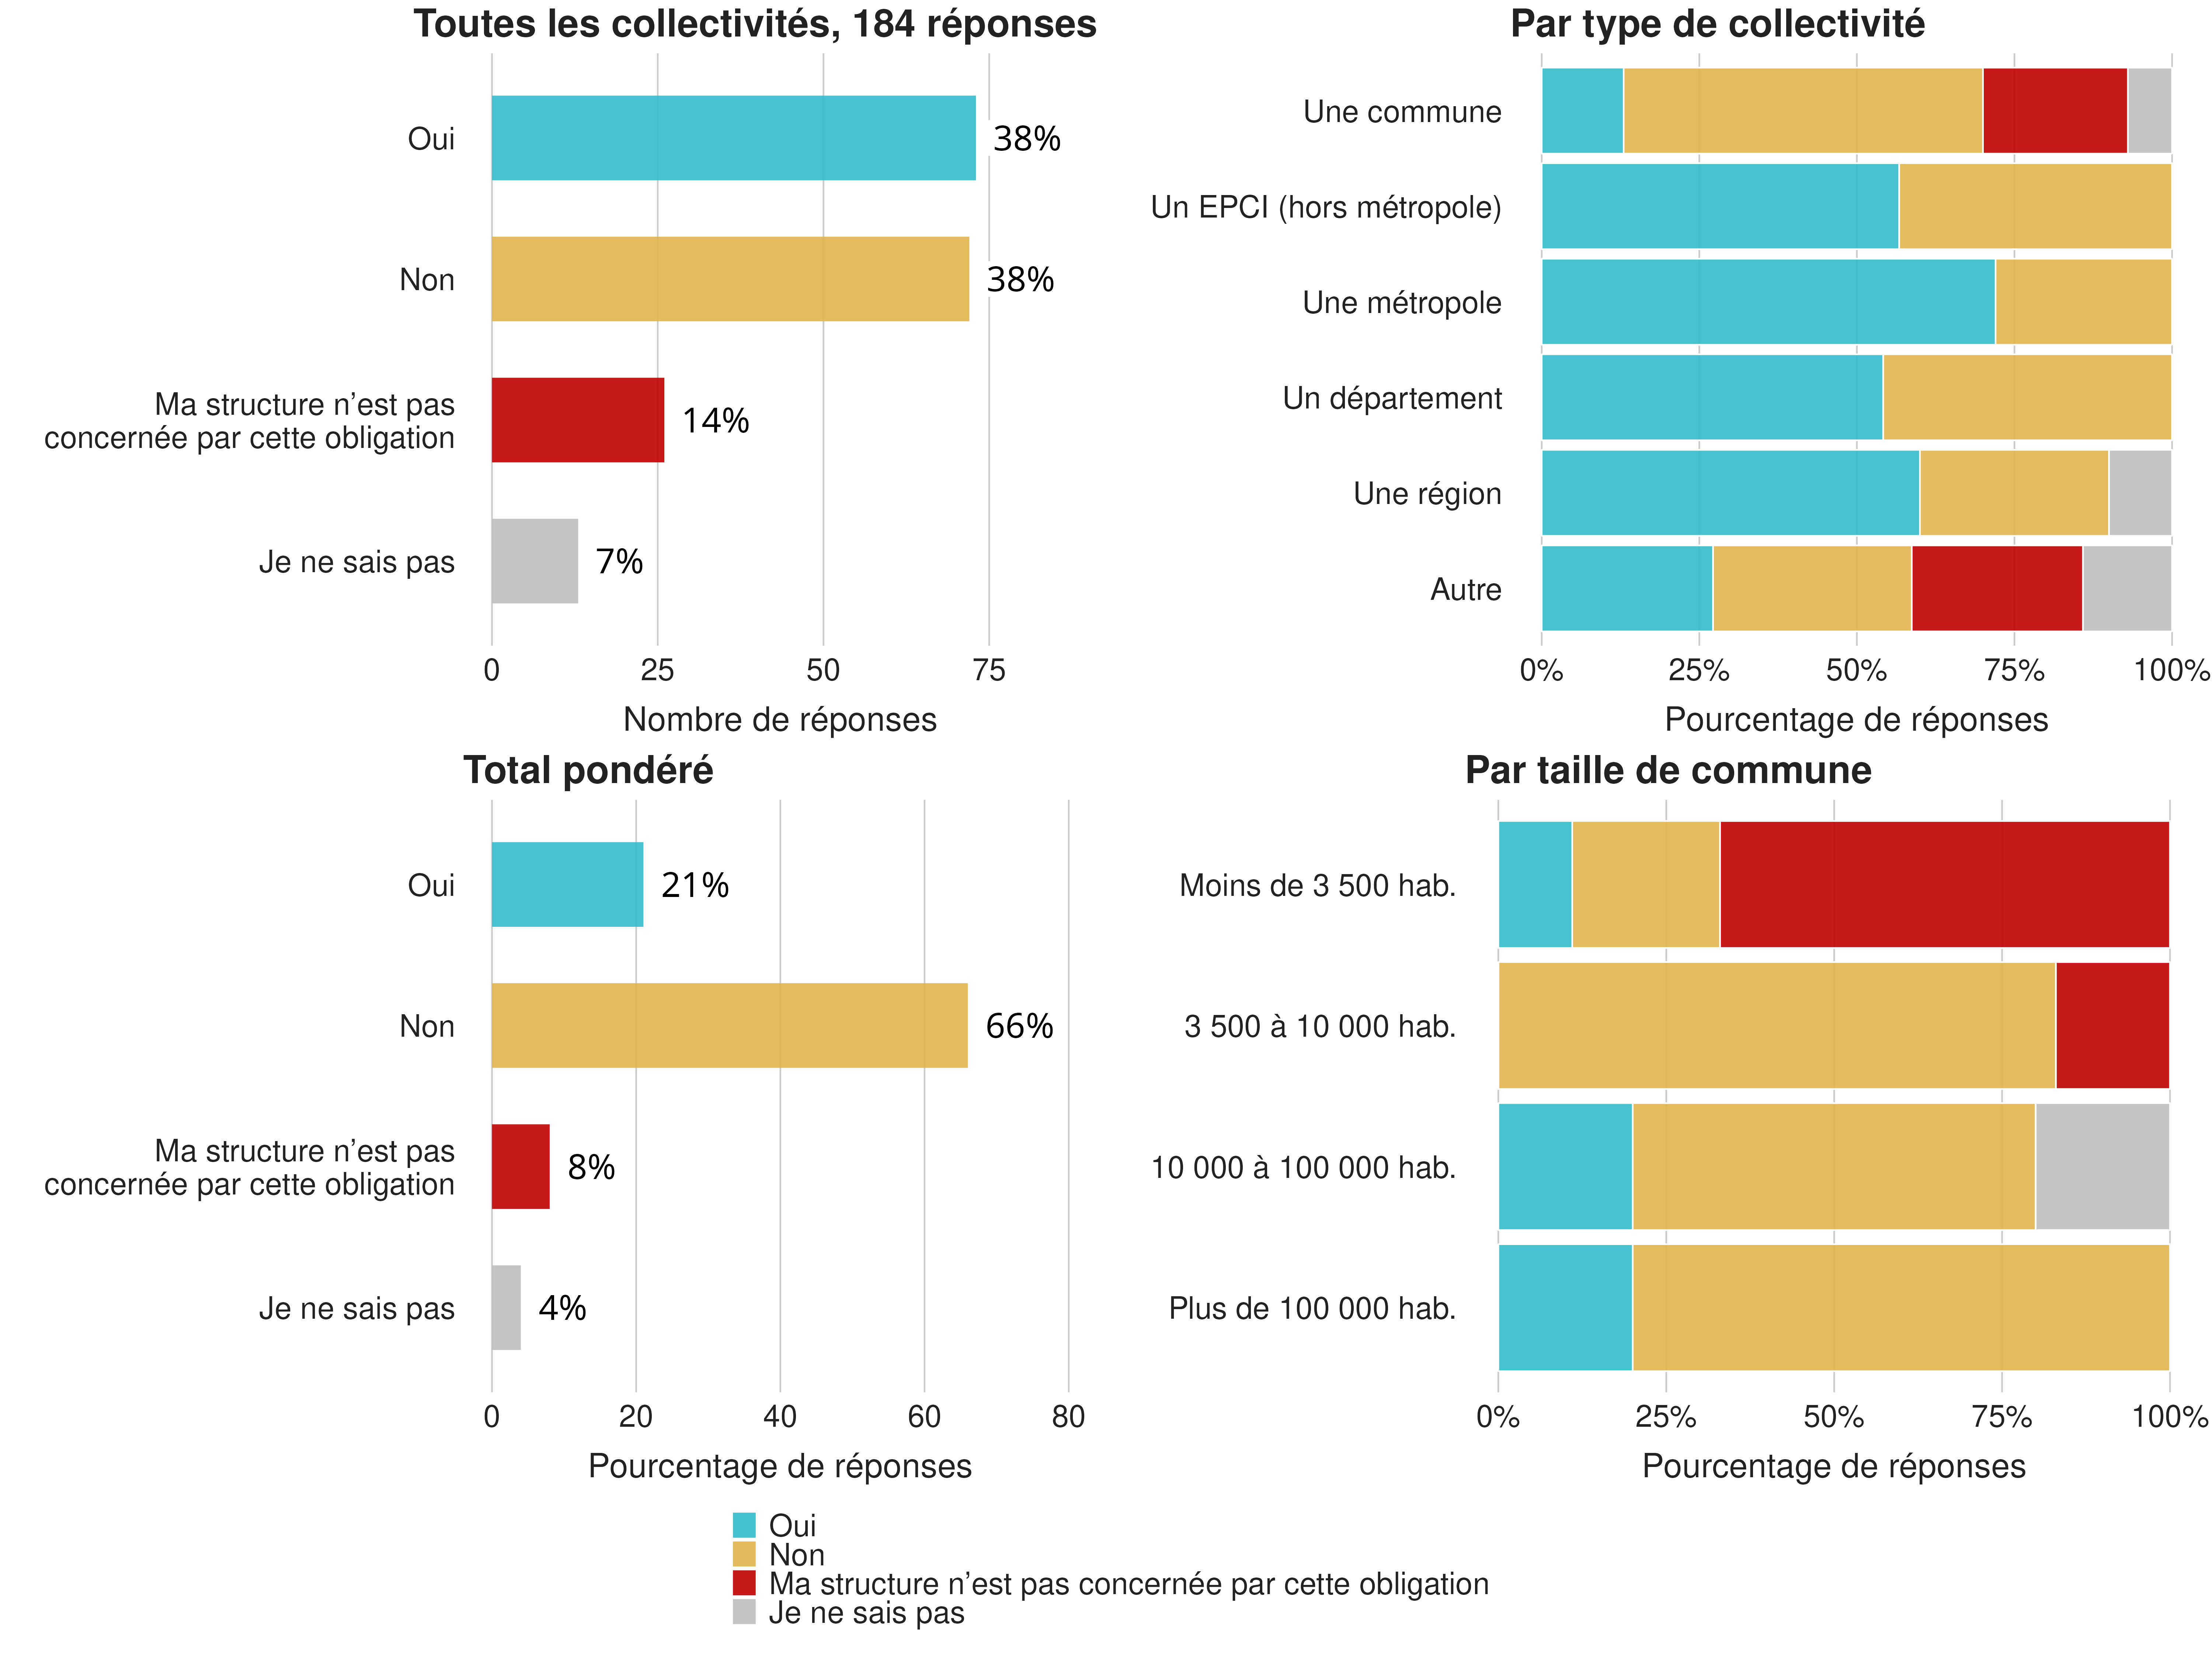 Toutes les collectivités, 184 réponses
Oui
38%
Non
38%
Ma structure n’est pas
concernée par cette obligation
14%
Je ne sais pas
7%
0 25 50 75
Nombre de réponses
Par type de collectivité
Une commune
Un EPCI (hors métropole)
Une métropole
Un département
Une région
Autre
0% 25% 50% 75% 100%
Pourcentage de réponses
Total pondéré
Oui
21%
Non
66%
Ma structure n’est pas
concernée par cette obligation
8%
Je ne sais pas
4%
0 20 40 60 80
Pourcentage de réponses
Par taille de commune
Moins de 3 500 hab.
3 500 à 10 000 hab.
10 000 à 100 000 hab.
Plus de 100 000 hab.
0% 25% 50% 75% 100%
Pourcentage de réponses
Oui
Non
Ma structure n’est pas concernée par cette obligation
Je ne sais pas